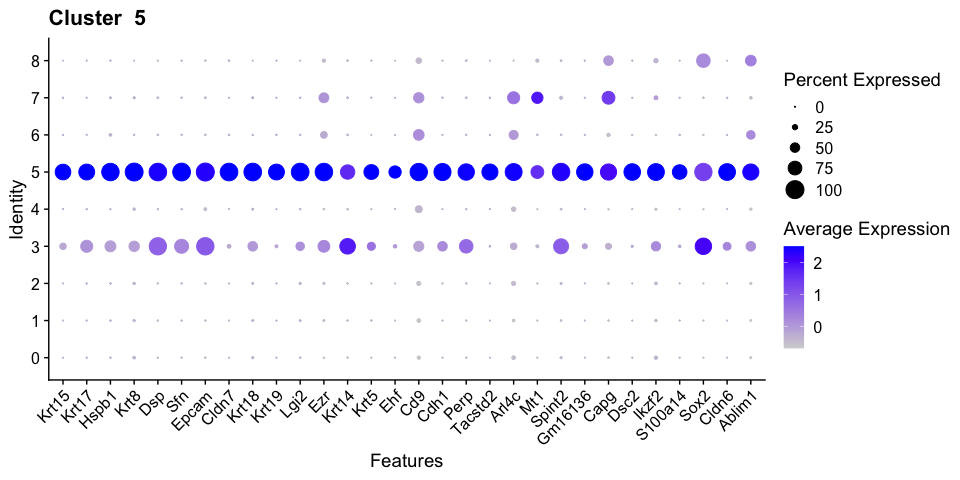 Cluster  5
Identity
8
7
6
5
4
3
2
1
0
Krt15 Krt17 Hspb1 Krt8 Dsp Sfn Epcam Cldn7 Krt18 Krt19 Lgi2 Ezr Krt14 Krt5 Ehf Cd9 Cdh1 Perp Tacstd2 Arl4c Mt1 Spint2 Gm16136 Capg Dsc2 Ikzf2 S100a14 Sox2 Cldn6 Ablim1
Features
Percent Expressed
0
25
50
75
100
Average Expression
2
1
0